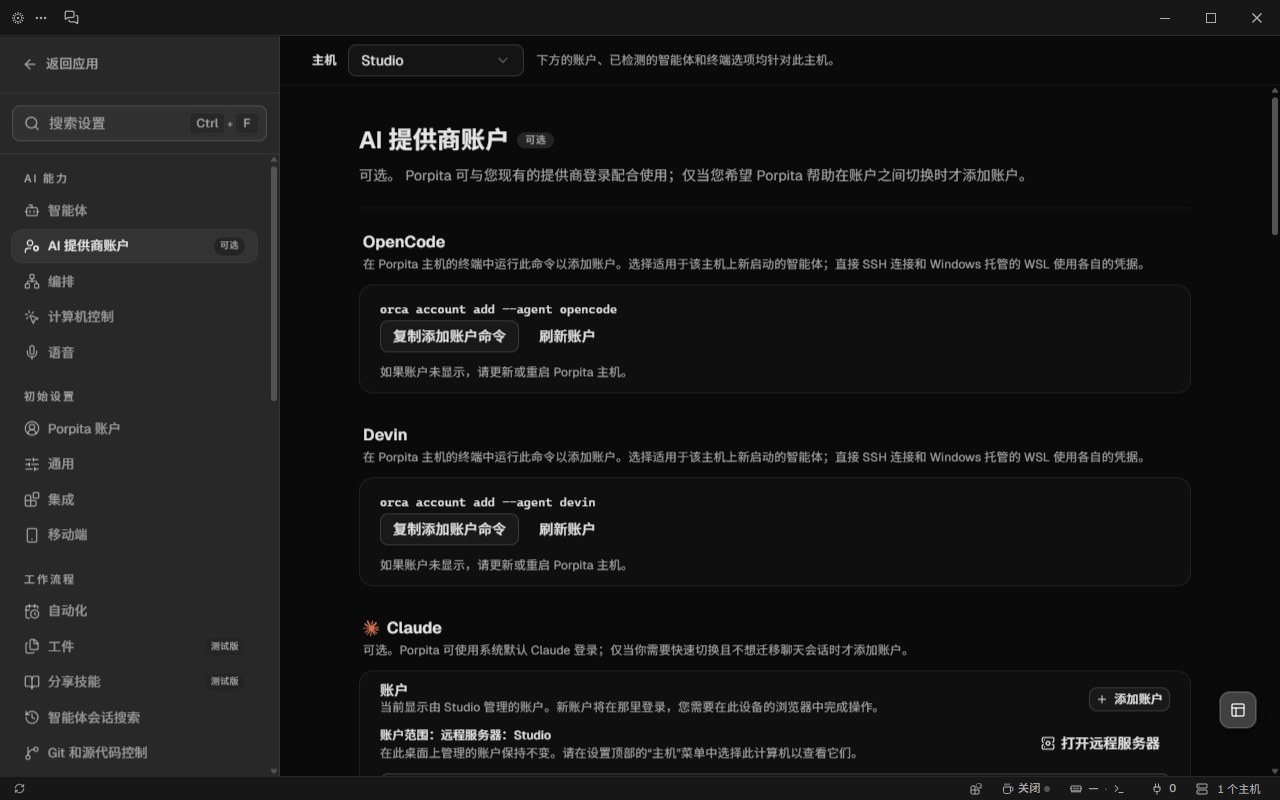 返回应用
搜索设置 Ctrl + F
AI 能力
智能体
AI 提供商账户 可选
编排
计算机控制
语音
初始设置
Porpita 账户
通用
集成
移动端
工作流程
自动化
工件 测试版
分享技能 测试版
智能体会话搜索
Git 和源代码控制
主机 Studio 下方的账户、已检测的智能体和终端选项均针对此主机。
AI 提供商账户 可选
可选。 Porpita 可与您现有的提供商登录配合使用；仅当您希望 Porpita 帮助在账户之间切换时才添加账户。
OpenCode
在 Porpita 主机的终端中运行此命令以添加账户。选择适用于该主机上新启动的智能体；直接 SSH 连接和 Windows 托管的 WSL 使用各自的凭据。
orca account add --agent opencode
复制添加账户命令 刷新账户
如果账户未显示，请更新或重启 Porpita 主机。
Devin
在 Porpita 主机的终端中运行此命令以添加账户。选择适用于该主机上新启动的智能体；直接 SSH 连接和 Windows 托管的 WSL 使用各自的凭据。
orca account add --agent devin
复制添加账户命令 刷新账户
如果账户未显示，请更新或重启 Porpita 主机。
Claude
可选。Porpita 可使用系统默认 Claude 登录；仅当你需要快速切换且不想迁移聊天会话时才添加账户。
账户
当前显示由 Studio 管理的账户。新账户将在那里登录，您需要在此设备的浏览器中完成操作。
+ 添加账户
账户范围：远程服务器：Studio
在此桌面上管理的账户保持不变。请在设置顶部的“主机”菜单中选择此计算机以查看它们。
打开远程服务器
关闭 — · 0 1 个主机